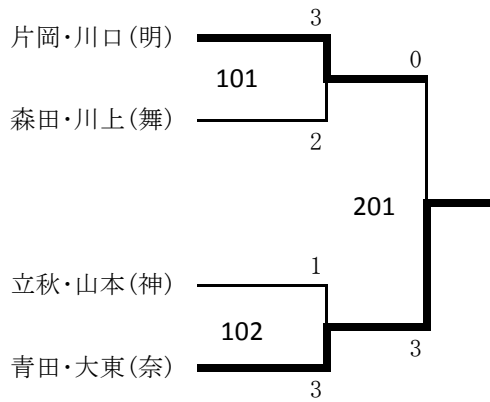 片岡・川口(明)
3
101
0
森田・川上(舞)
2
201
立秋・山本(神)
1
102
3
青田・大東(奈)
3